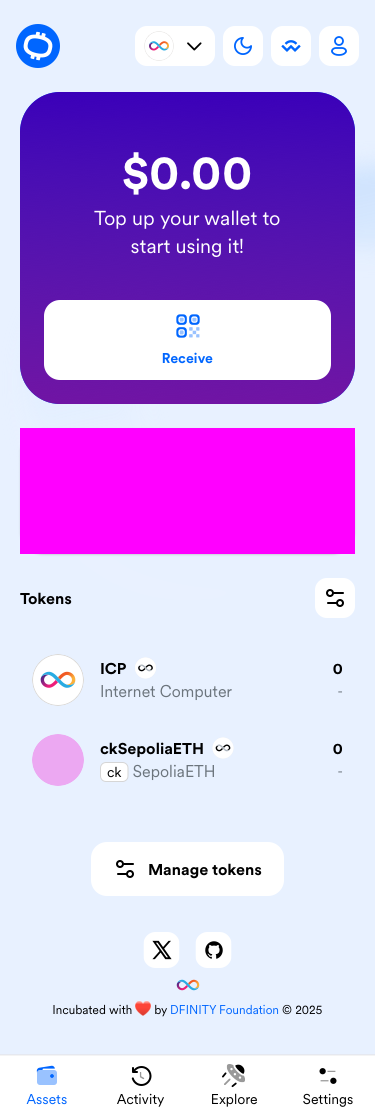 $0.00
Top up your wallet to
start using it!
Receive
Tokens
ICP 0
Internet Computer -
ckSepoliaETH 0
ck SepoliaETH -
Manage tokens
Incubated with ❤️ by DFINITY Foundation © 2025
Assets Activity Explore Settings